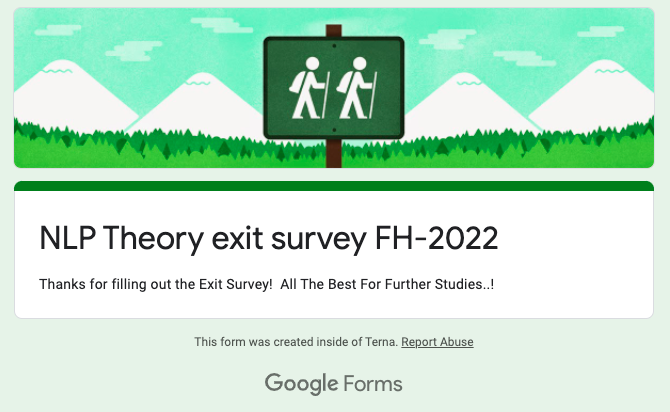 NLP Theory exit survey FH-2022
Thanks for filling out the Exit Survey!  All The Best For Further Studies..!
This form was created inside of Terna. Report Abuse
Google Forms